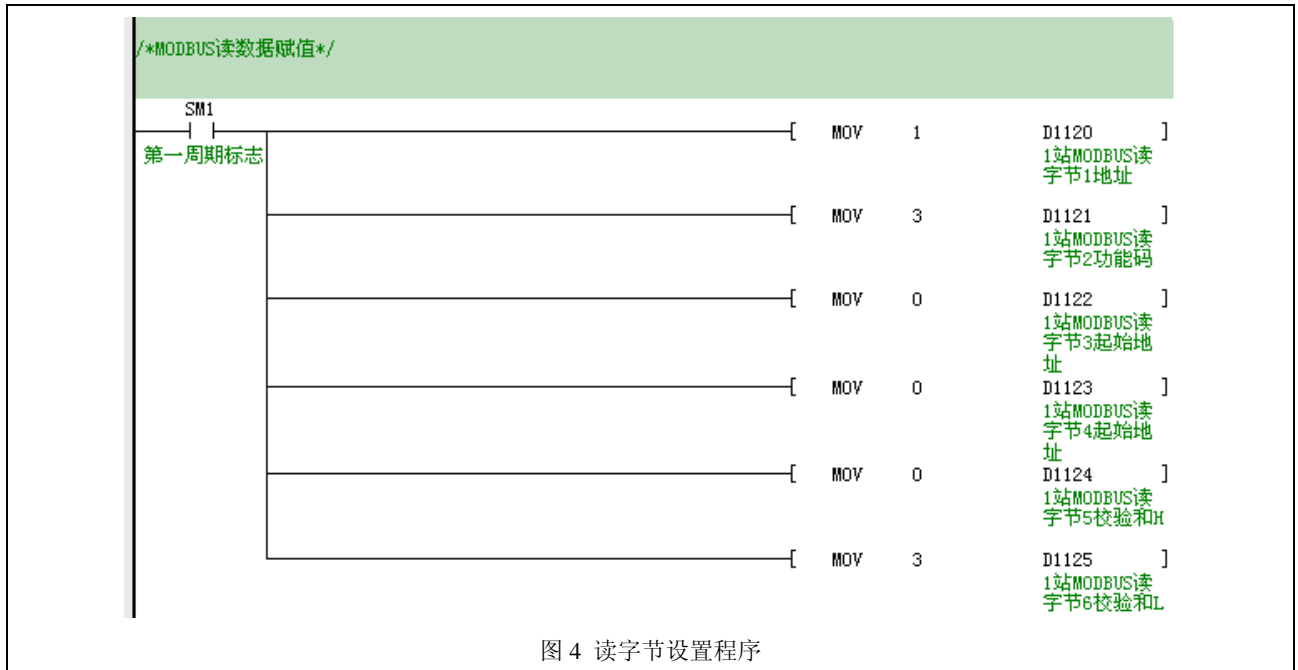 /*MODBUS读数据赋值*/
SM1
第一周期标志
MOV 1 D1120
1站MODBUS读
字节1地址
MOV 3 D1121
1站MODBUS读
字节2功能码
MOV 0 D1122
1站MODBUS读
字节3起始地
址
MOV 0 D1123
1站MODBUS读
字节4起始地
址
MOV 0 D1124
1站MODBUS读
字节5校验和H
MOV 3 D1125
1站MODBUS读
字节6校验和L
图 4 读字节设置程序